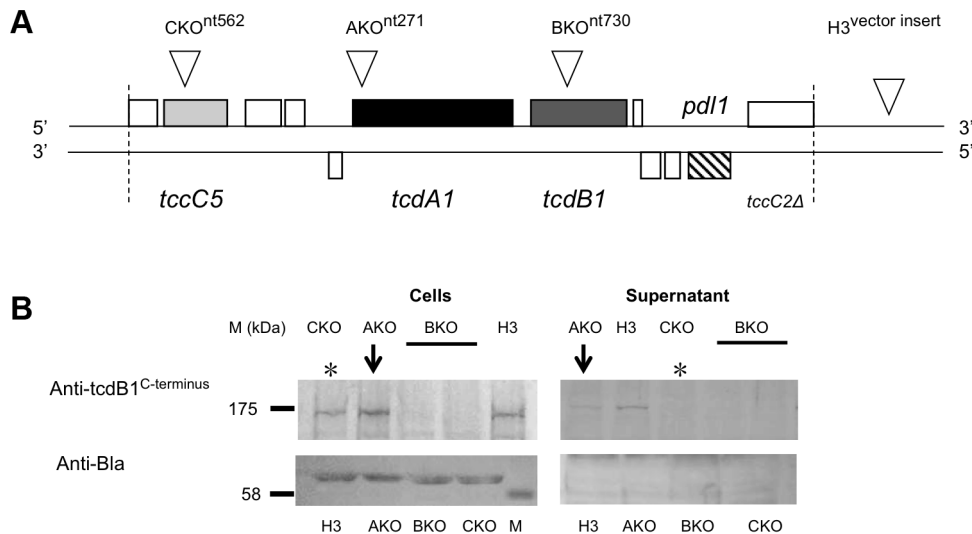 A
CKO^nt562 AKO^nt271 BKO^nt730 H3^vector insert
pdl1
5’ 3’
3’ 5’
tccC5 tcdA1 tcdB1 tccC2Δ
B
Cells Supernatant
M (kDa) CKO AKO BKO H3 AKO H3 CKO BKO
* *
Anti-tcdB1^C-terminus
175
Anti-Bla
58
H3 AKO BKO CKO M H3 AKO BKO CKO